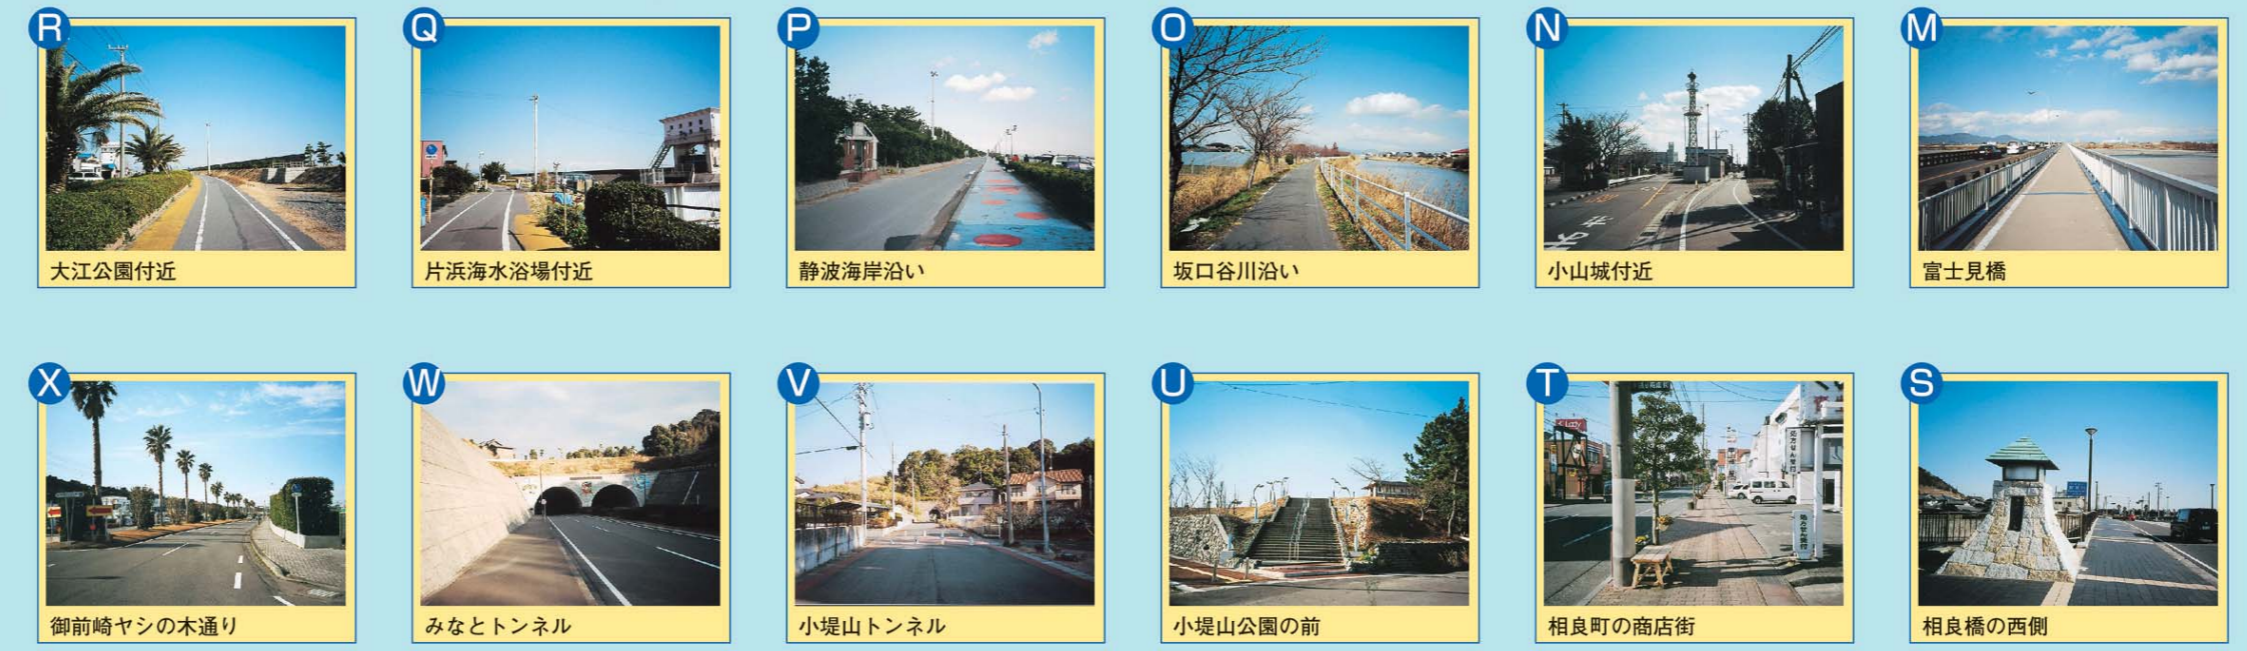 R
大江公園付近
Q
片浜海水浴場付近
P
静波海岸沿い
O
坂口谷川沿い
N
小山城付近
M
富士見橋
X
御前崎ヤシの木通り
W
みなとトンネル
V
小堤山トンネル
U
小堤山公園の前
T
相良町の商店街
S
相良橋の西側